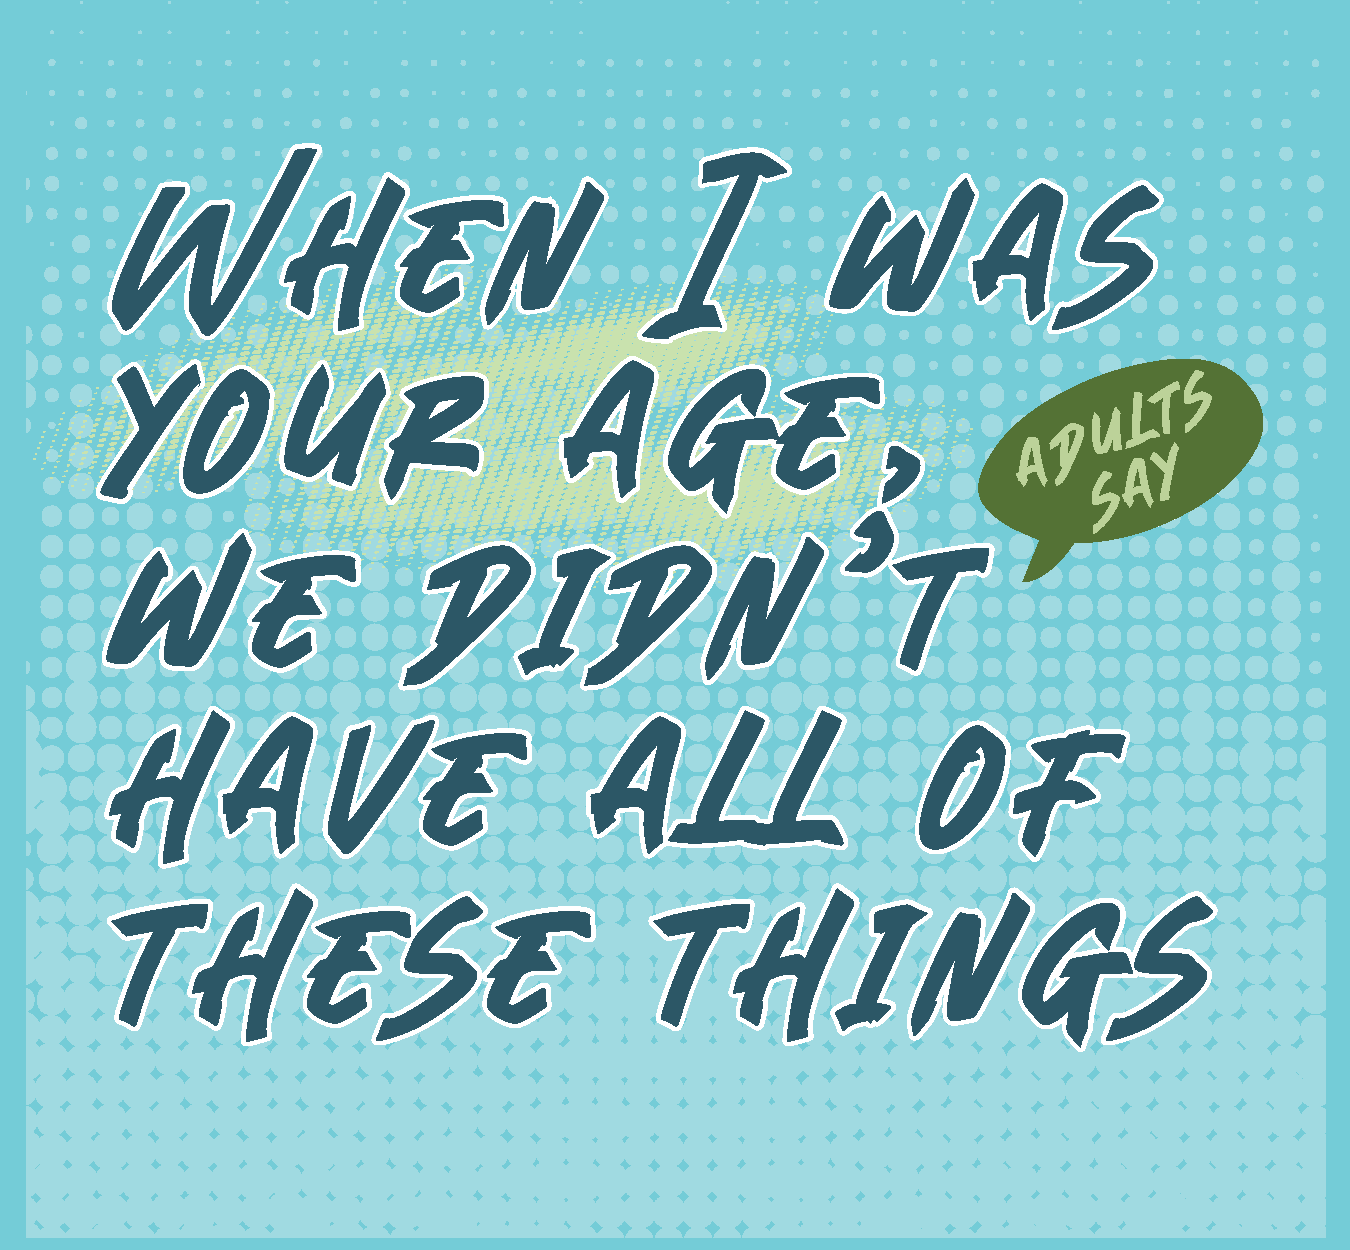 WHEN I WAS
YOUR AGE,
WE DIDN'T
HAVE ALL OF
THESE THINGS
ADULTS
SAY